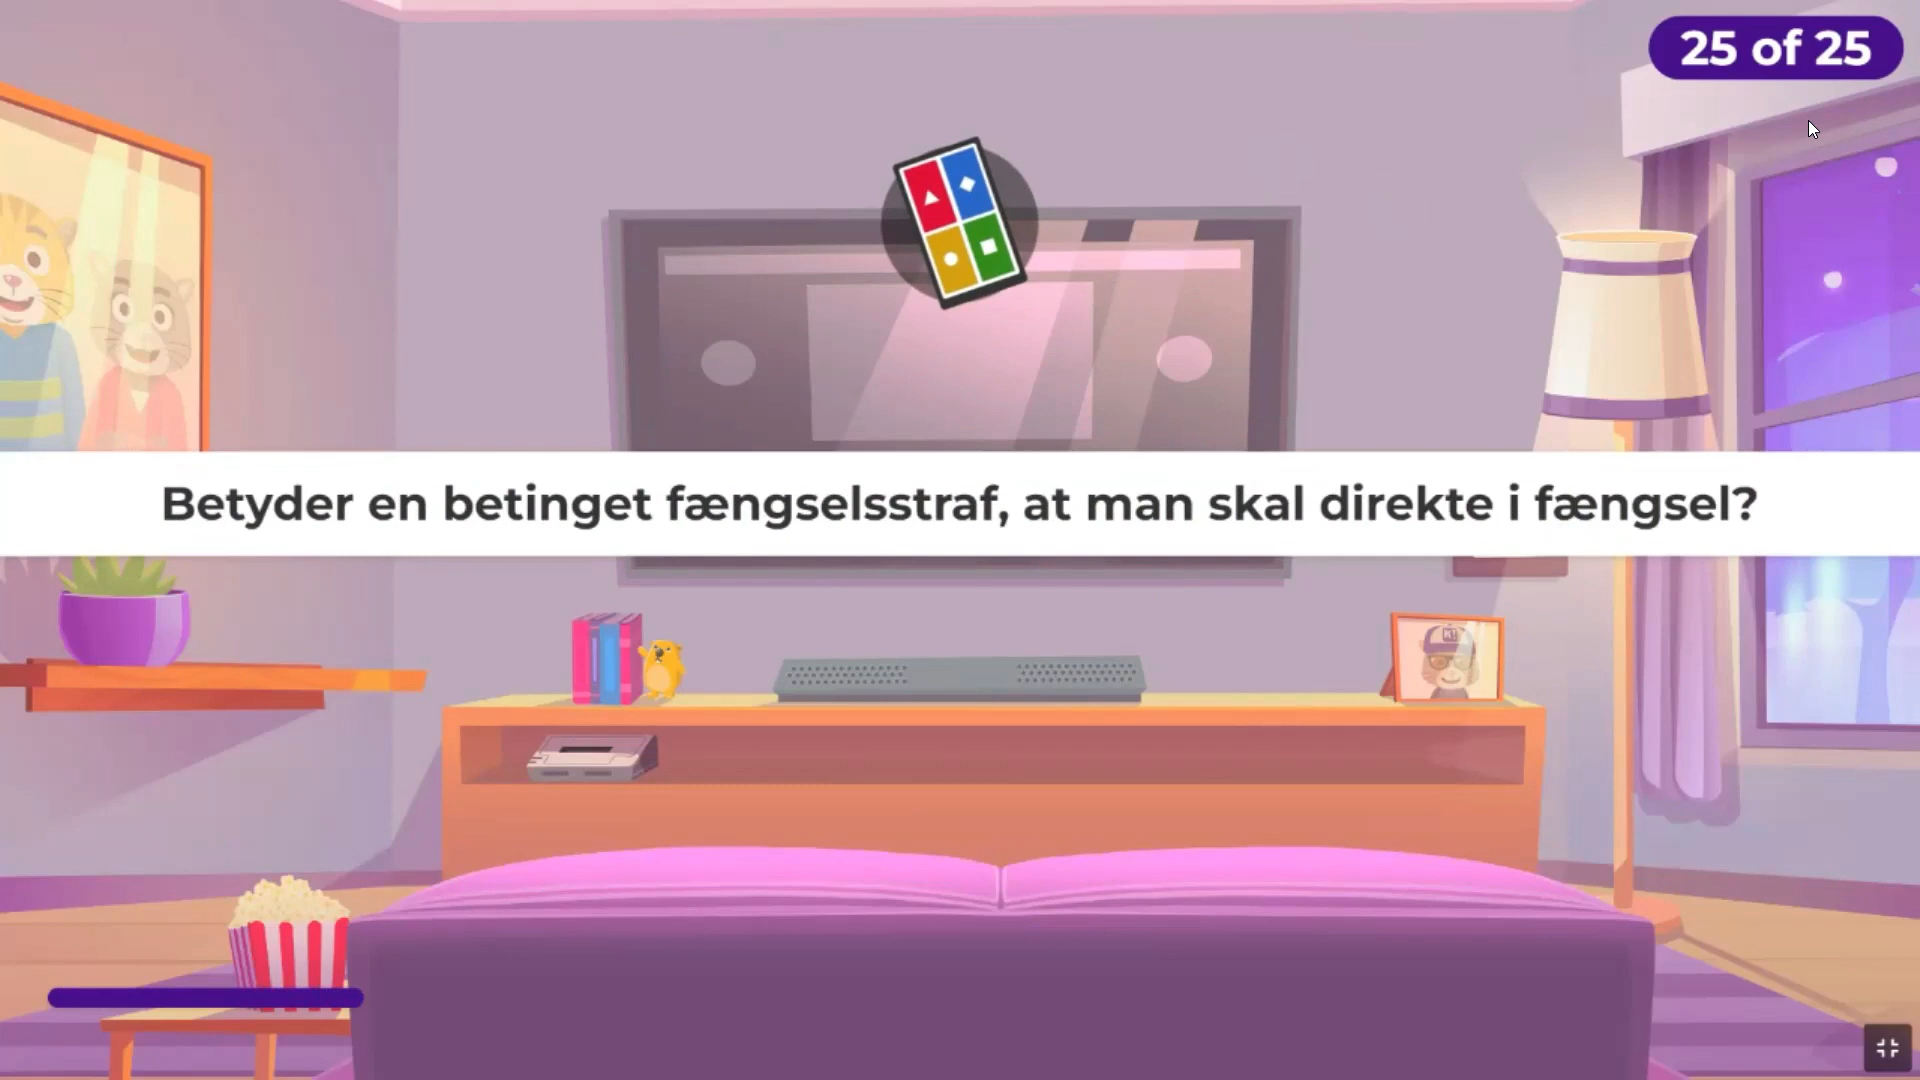 25 of 25
Betyder en betinget fængselsstraf, at man skal direkte i fængsel?
K!